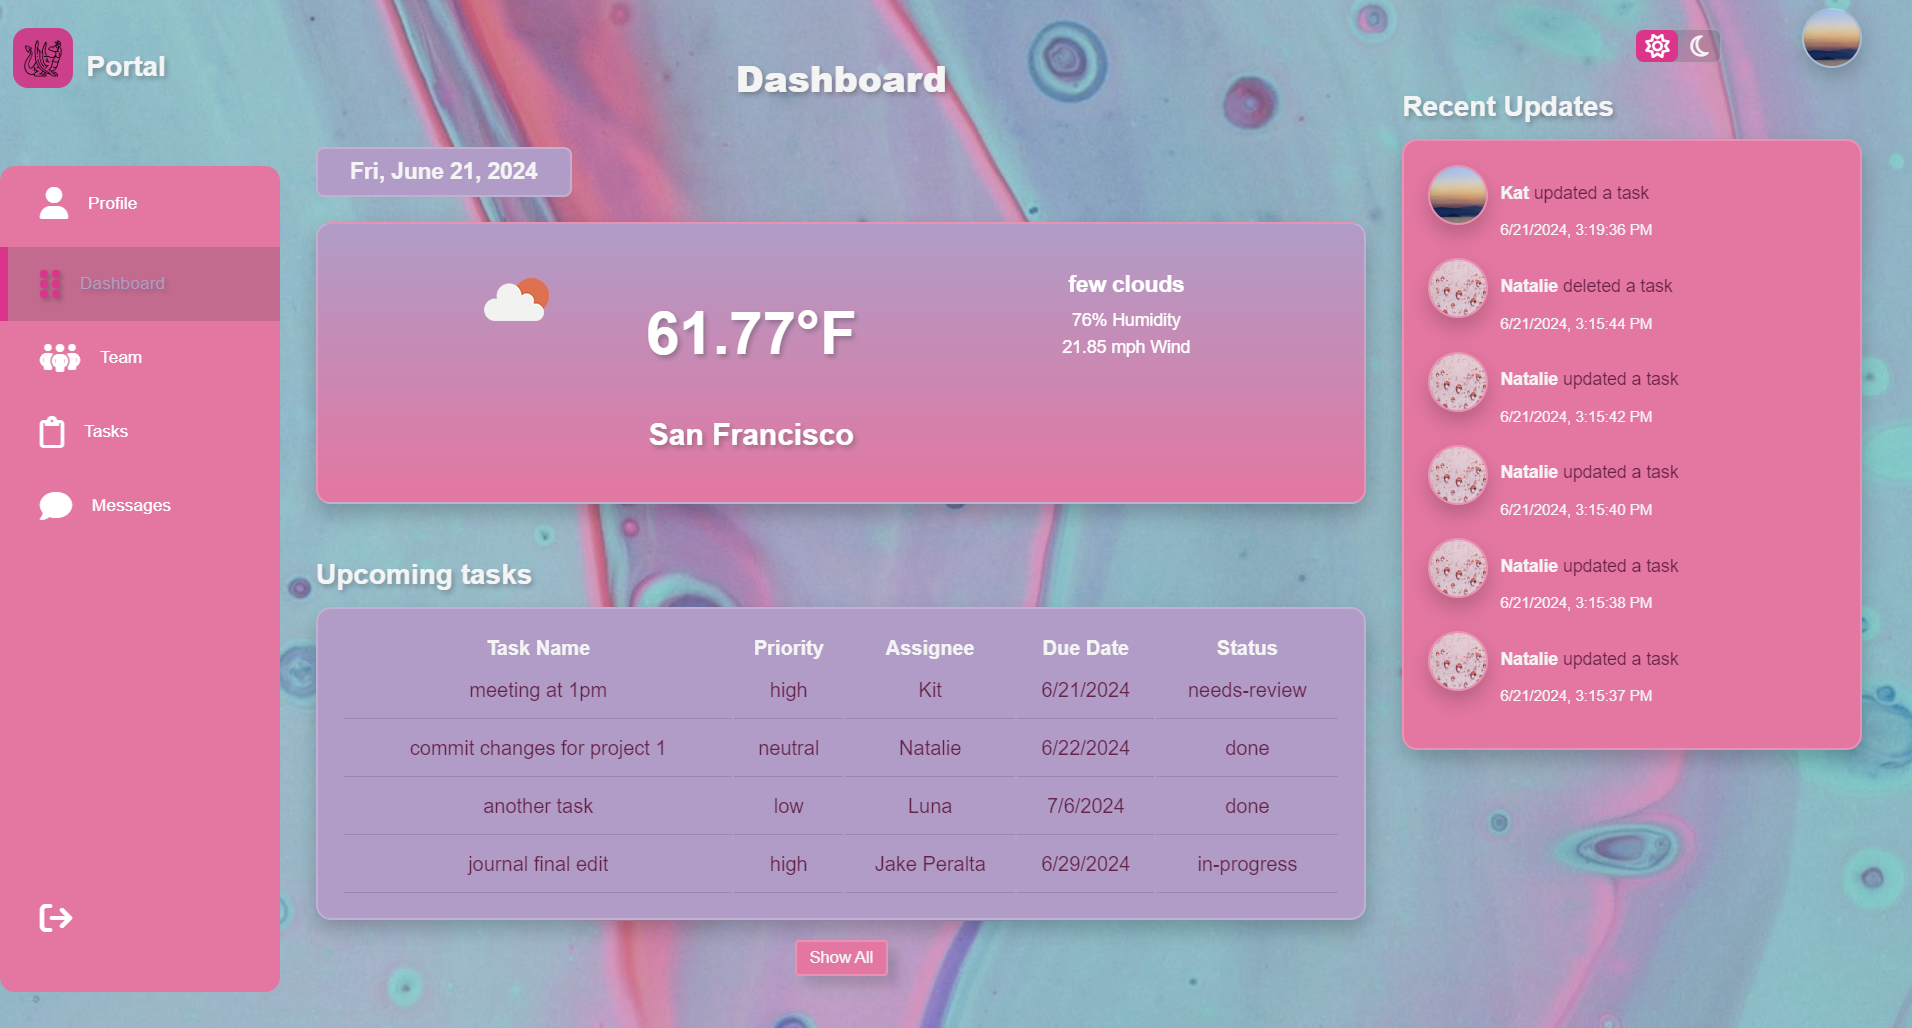 Portal
Dashboard
Profile
Dashboard
Team
Tasks
Messages
Fri, June 21, 2024
61.77°F
San Francisco
few clouds
76% Humidity
21.85 mph Wind
Upcoming tasks
Task Name Priority Assignee Due Date Status
meeting at 1pm high Kit 6/21/2024 needs-review
commit changes for project 1 neutral Natalie 6/22/2024 done
another task low Luna 7/6/2024 done
journal final edit high Jake Peralta 6/29/2024 in-progress
Show All
Recent Updates
Kat updated a task
6/21/2024, 3:19:36 PM
Natalie deleted a task
6/21/2024, 3:15:44 PM
Natalie updated a task
6/21/2024, 3:15:42 PM
Natalie updated a task
6/21/2024, 3:15:40 PM
Natalie updated a task
6/21/2024, 3:15:38 PM
Natalie updated a task
6/21/2024, 3:15:37 PM